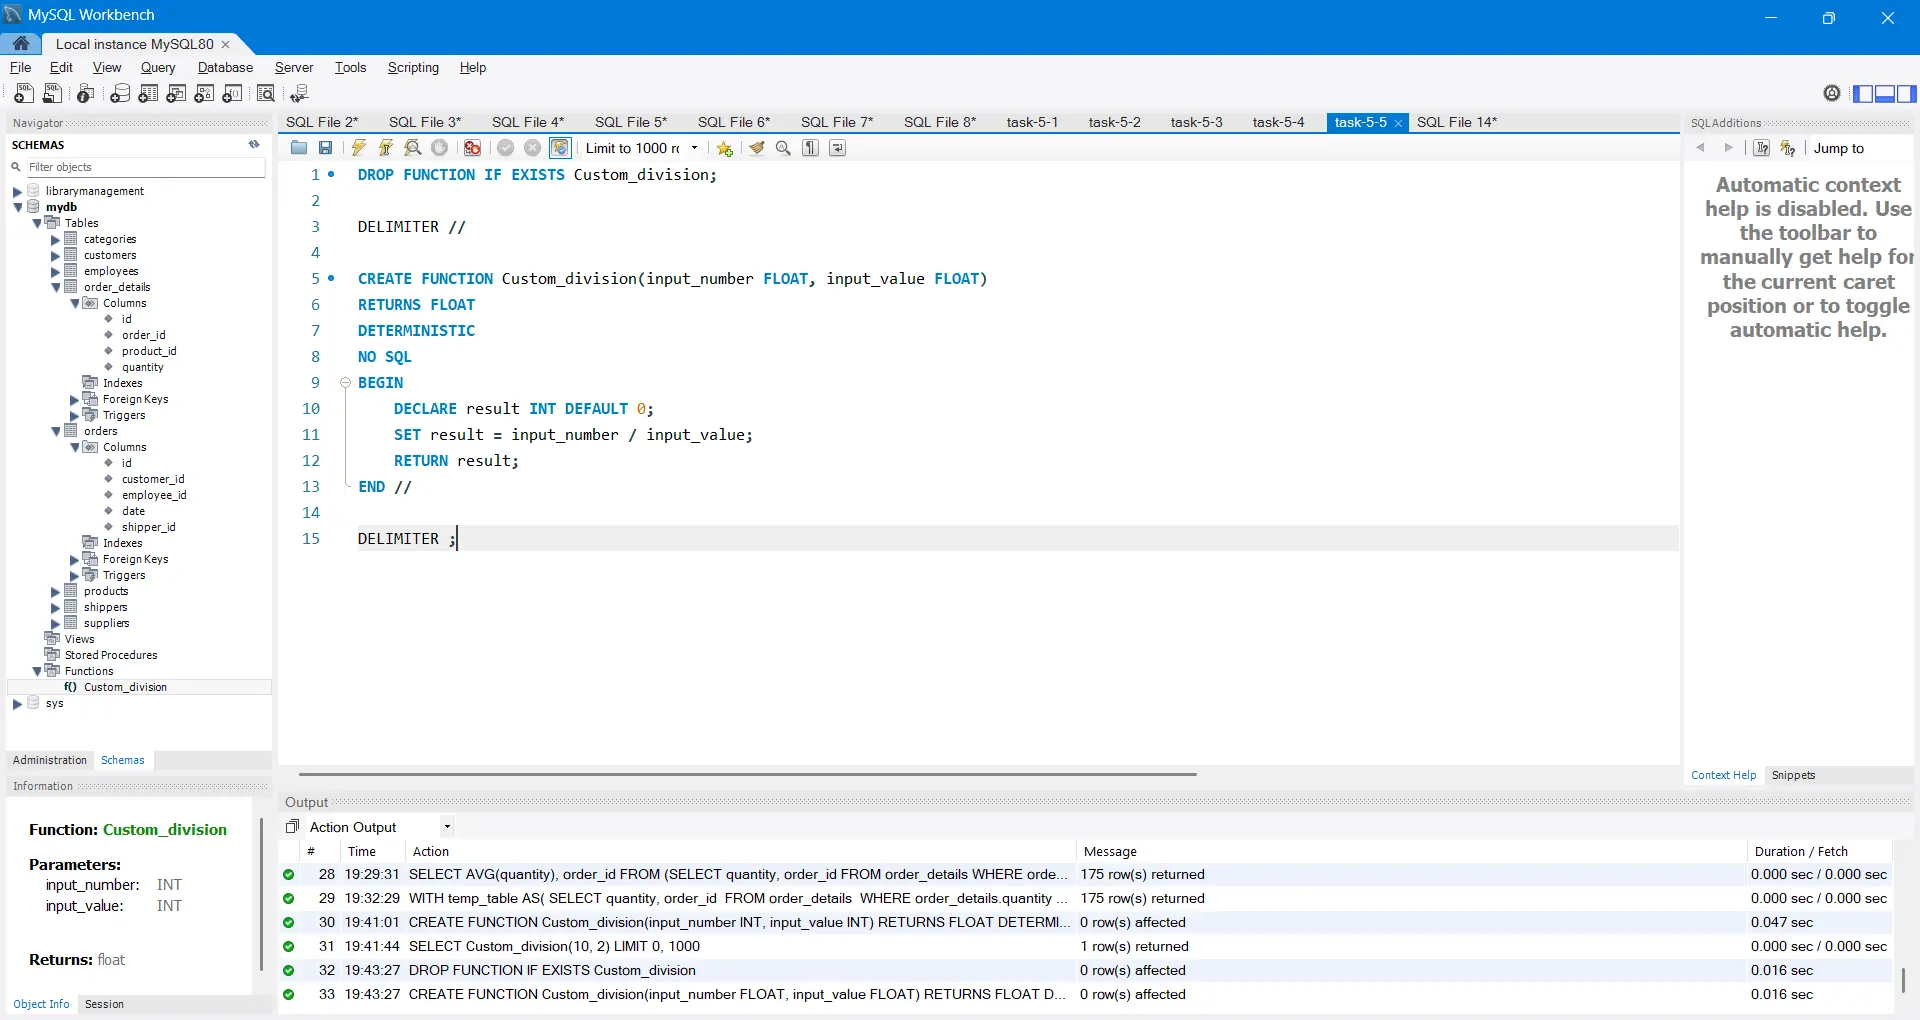 MySQL Workbench
Local instance MySQL80
File Edit View Query Database Server Tools Scripting Help
Navigator
SCHEMAS
Filter objects
librarymanagement
mydb
Tables
categories
customers
employees
order_details
Columns
id
order_id
product_id
quantity
Indexes
Foreign Keys
Triggers
orders
Columns
id
customer_id
employee_id
date
shipper_id
Indexes
Foreign Keys
Triggers
products
shippers
suppliers
Views
Stored Procedures
Functions
f() Custom_division
sys
Administration Schemas
Information
Function: Custom_division
Parameters:
input_number: INT
input_value: INT
Returns: float
Object Info Session
SQL File 2* SQL File 3* SQL File 4* SQL File 5* SQL File 6* SQL File 7* SQL File 8* task-5-1 task-5-2 task-5-3 task-5-4 task-5-5 SQL File 14*
Limit to 1000 rc
1 DROP FUNCTION IF EXISTS Custom_division;
2
3 DELIMITER //
4
5 CREATE FUNCTION Custom_division(input_number FLOAT, input_value FLOAT)
6 RETURNS FLOAT
7 DETERMINISTIC
8 NO SQL
9 BEGIN
10 DECLARE result INT DEFAULT 0;
11 SET result = input_number / input_value;
12 RETURN result;
13 END //
14
15 DELIMITER ;
SQLAdditions
Jump to
Automatic context
help is disabled. Use
the toolbar to
manually get help for
the current caret
position or to toggle
automatic help.
Context Help Snippets
Output
Action Output
# Time Action Message Duration / Fetch
28 19:29:31 SELECT AVG(quantity), order_id FROM (SELECT quantity, order_id FROM order_details WHERE orde... 175 row(s) returned 0.000 sec / 0.000 sec
29 19:32:29 WITH temp_table AS( SELECT quantity, order_id FROM order_details WHERE order_details.quantity ... 175 row(s) returned 0.000 sec / 0.000 sec
30 19:41:01 CREATE FUNCTION Custom_division(input_number INT, input_value INT) RETURNS FLOAT DETERMI... 0 row(s) affected 0.047 sec
31 19:41:44 SELECT Custom_division(10, 2) LIMIT 0, 1000 1 row(s) returned 0.000 sec / 0.000 sec
32 19:43:27 DROP FUNCTION IF EXISTS Custom_division 0 row(s) affected 0.016 sec
33 19:43:27 CREATE FUNCTION Custom_division(input_number FLOAT, input_value FLOAT) RETURNS FLOAT D... 0 row(s) affected 0.016 sec